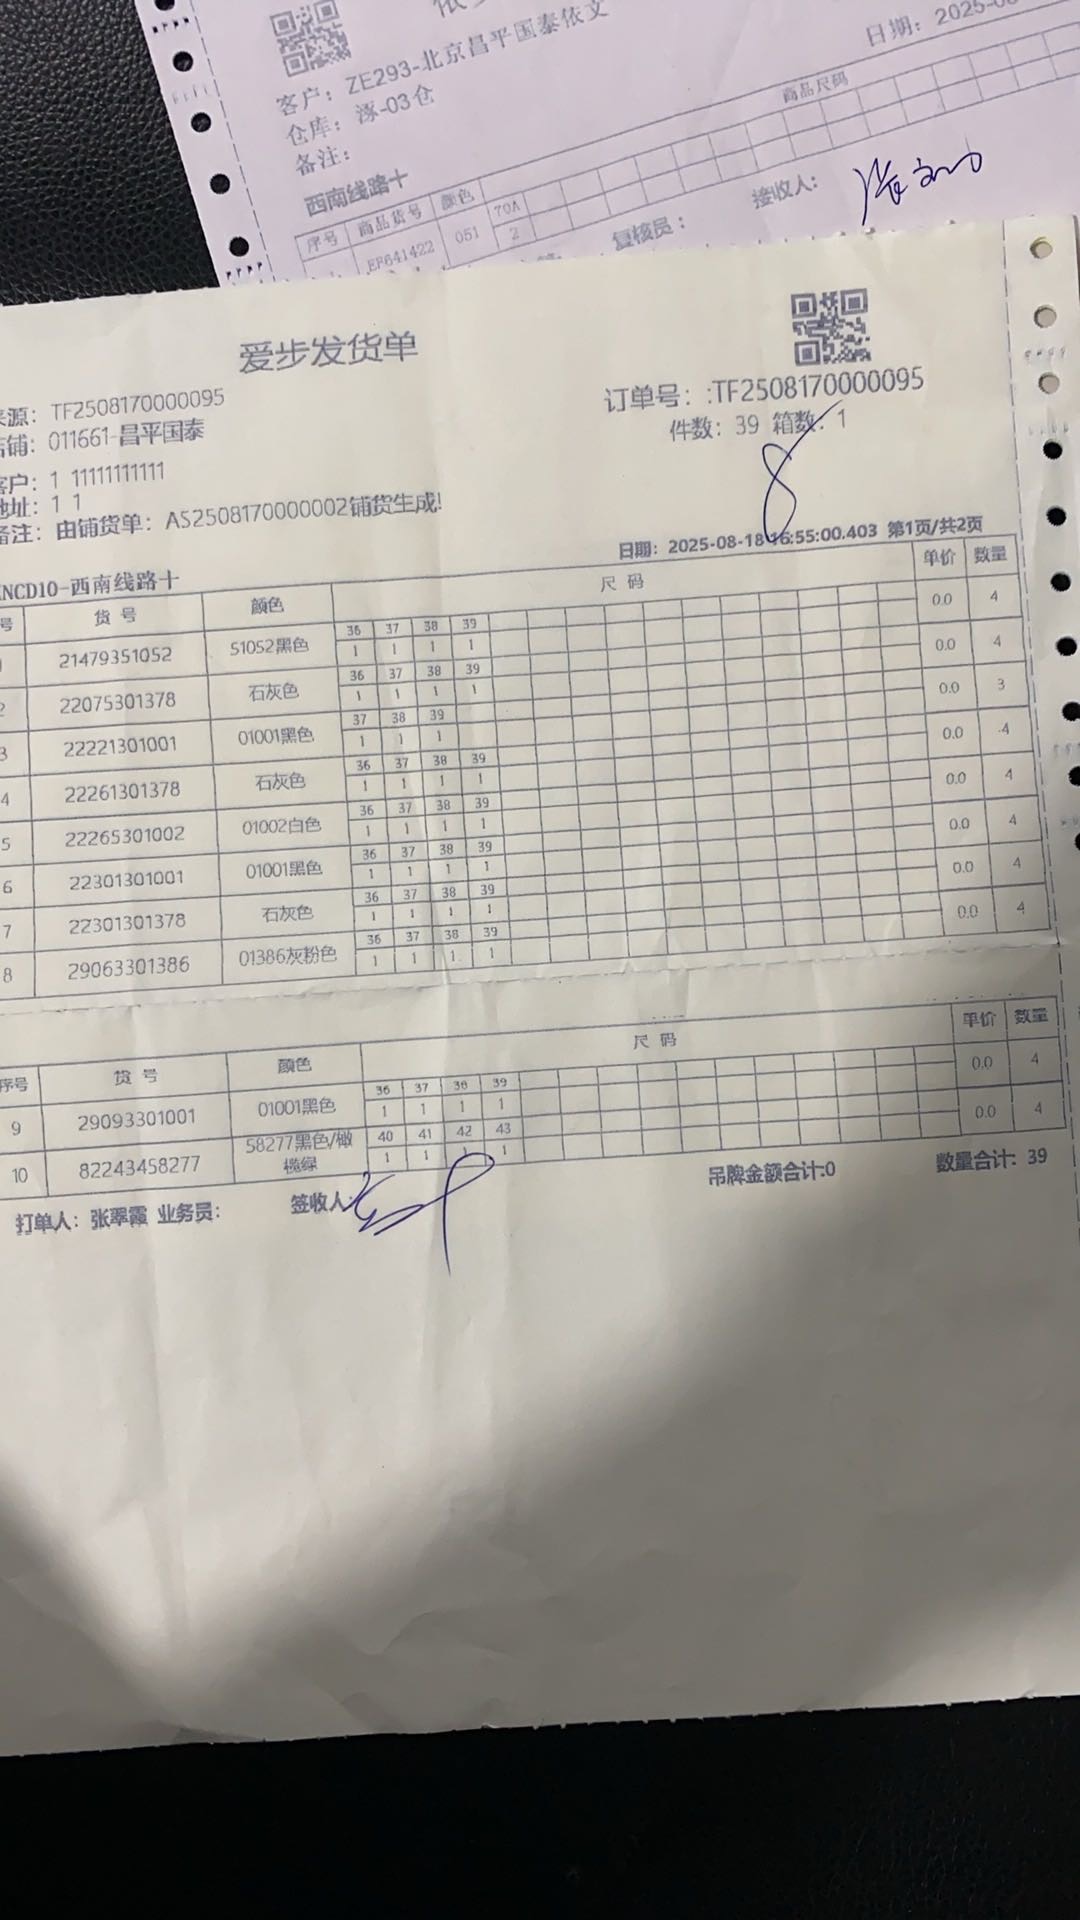 客户：ZE293-北京昌平国泰依文
日期：2025-0
仓库：涿-03仓
备注：
西南线路十
序号 商品货号 颜色 商品尺码
70A
EF641422 051 2
复核员： 接收人：
爱步发货单
来源：TF2508170000095
订单号：:TF2508170000095
店铺：011661-昌平国泰
件数：39 箱数：1
8
客户：1 11111111111
地址：1 1
备注：由铺货单：AS2508170000002铺货生成!
日期：2025-08-18 16:55:00.403 第1页/共2页
NCD10-西南线路十
号 货 号 颜色 尺 码 单价 数量
36 37 38 39
1 21479351052 51052黑色 1 1 1 1 0.0 4
36 37 38 39
2 22075301378 石灰色 1 1 1 1 0.0 4
37 38 39
3 22221301001 01001黑色 1 1 1 0.0 3
36 37 38 39
4 22261301378 石灰色 1 1 1 1 0.0 4
36 37 38 39
5 22265301002 01002白色 1 1 1 1 0.0 4
36 37 38 39
6 22301301001 01001黑色 1 1 1 1 0.0 4
36 37 38 39
7 22301301378 石灰色 1 1 1 1 0.0 4
36 37 38 39
8 29063301386 01386灰粉色 1 1 1 1 0.0 4
序号 货 号 颜色 尺 码 单价 数量
36 37 38 39
9 29093301001 01001黑色 1 1 1 1 0.0 4
40 41 42 43
10 82243458277 58277黑色/橄榄绿 1 1 1 1 0.0 4
打单人：张翠霞 业务员： 签收人： 吊牌金额合计:0 数量合计: 39